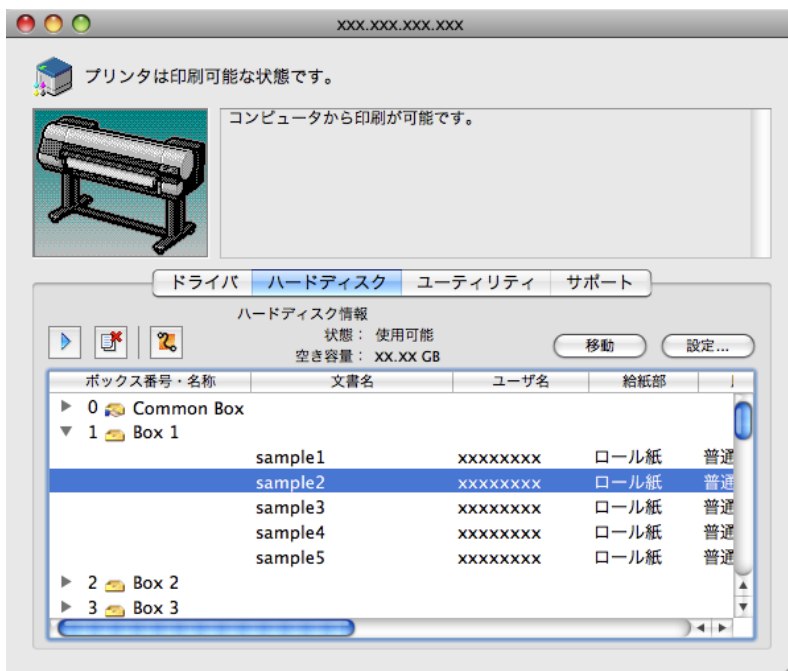 xxx.xxx.xxx.xxx
プリンタは印刷可能な状態です。
コンピュータから印刷が可能です。
ドライバ ハードディスク ユーティリティ サポート
ハードディスク情報
状態： 使用可能
空き容量： XX.XX GB
移動 設定...
ボックス番号・名称 文書名 ユーザ名 給紙部
0 Common Box
1 Box 1
sample1 xxxxxxxx ロール紙 普通
sample2 xxxxxxxx ロール紙 普通
sample3 xxxxxxxx ロール紙 普通
sample4 xxxxxxxx ロール紙 普通
sample5 xxxxxxxx ロール紙 普通
2 Box 2
3 Box 3